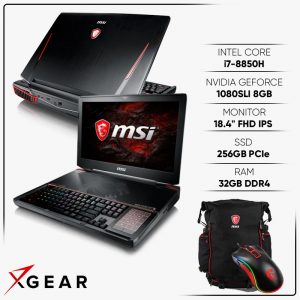 INTEL CORE
i7-8850H
NVIDIA GEFORCE
1080SLI 8GB
MONITOR
18.4" FHD IPS
SSD
256GB PCIe
RAM
32GB DDR4
msi
msi
XGEAR